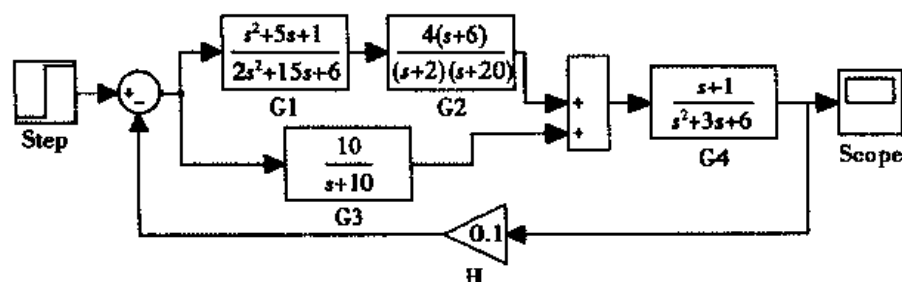 Step
+
−
s²+5s+1
2s²+15s+6
G1
4(s+6)
(s+2)(s+20)
G2
10
s+10
G3
+
+
s+1
s²+3s+6
G4
Scope
0.1
H